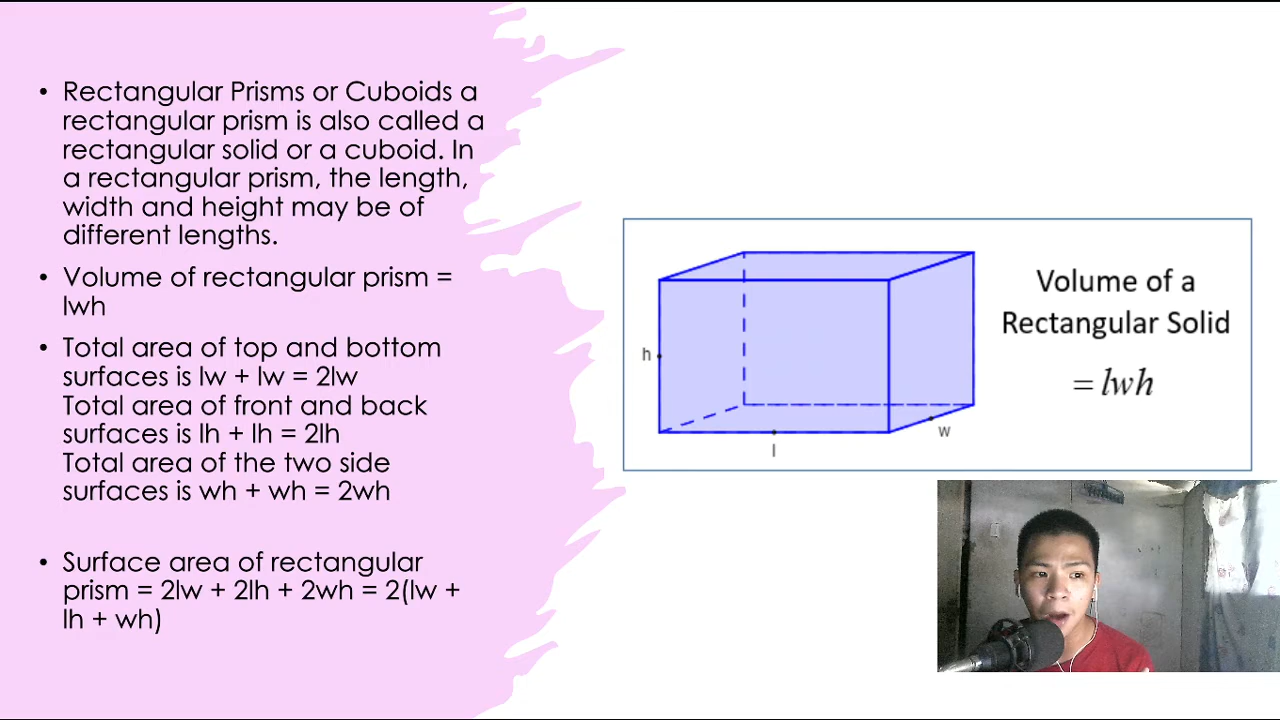 • Rectangular Prisms or Cuboids a
rectangular prism is also called a
rectangular solid or a cuboid. In
a rectangular prism, the length,
width and height may be of
different lengths.
• Volume of rectangular prism =
lwh
• Total area of top and bottom
surfaces is lw + lw = 2lw
Total area of front and back
surfaces is lh + lh = 2lh
Total area of the two side
surfaces is wh + wh = 2wh
• Surface area of rectangular
prism = 2lw + 2lh + 2wh = 2(lw +
lh + wh)
h
l
w
Volume of a
Rectangular Solid
= lwh